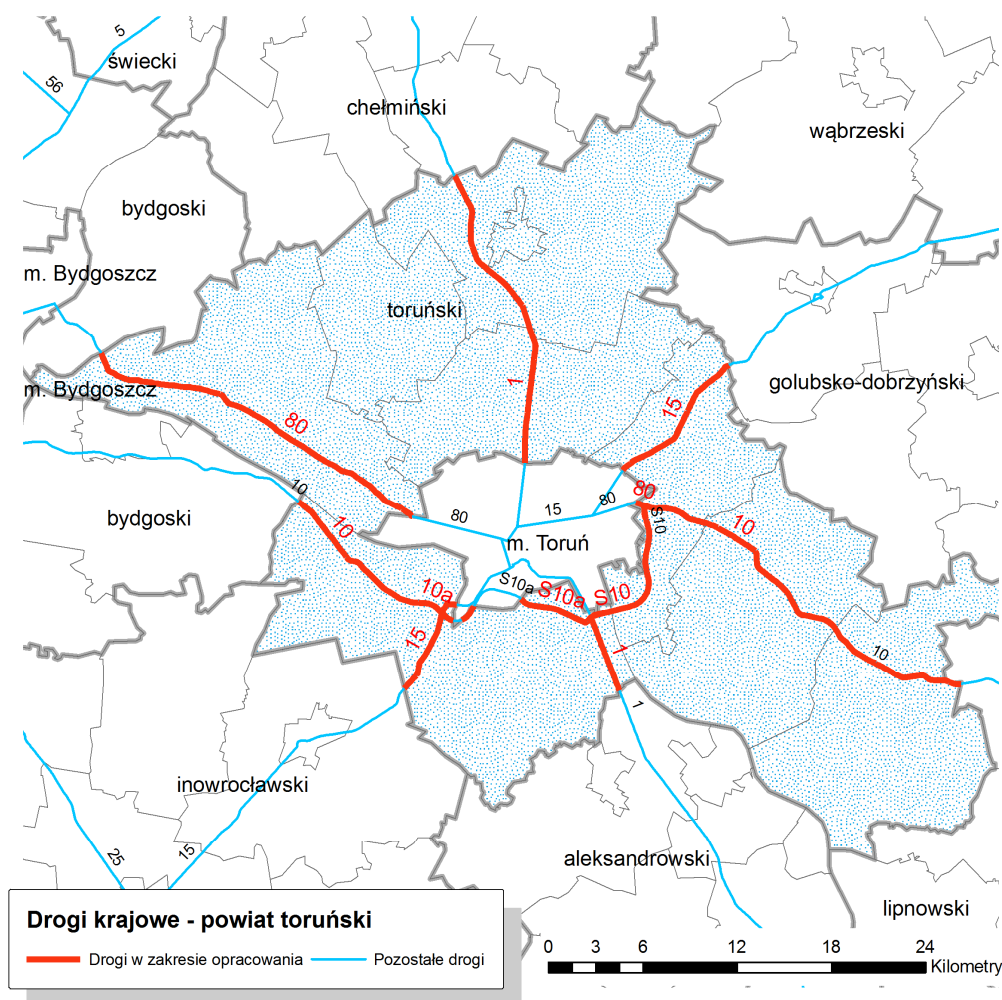 5
świecki
56
chełmiński
wąbrzeski
bydgoski
m. Bydgoszcz
toruński
m. Bydgoszcz
golubsko-dobrzyński
1
15
80
10
80
15
80
80
S10
10
bydgoski
10
m. Toruń
10a
S10a
S10a
S10
15
1
10
1
inowrocławski
25
15
aleksandrowski
lipnowski
Drogi krajowe - powiat toruński
Drogi w zakresie opracowania
Pozostałe drogi
0 3 6 12 18 24
Kilometry